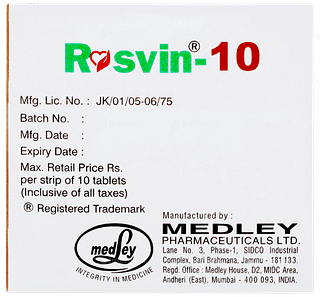 Rosvin®-10
Mfg. Lic. No. : JK/01/05-06/75
Batch No. :
Mfg. Date :
Expiry Date :
Max. Retail Price Rs.
per strip of 10 tablets
(Inclusive of all taxes)
® Registered Trademark
medley
INTEGRITY IN MEDICINE
Manufactured by :
MEDLEY
PHARMACEUTICALS LTD.
Lane No. 3, Phase-1, SIDCO Industrial
Complex, Bari Brahmana, Jammu - 181 133.
Regd. Office : Medley House, D2, MIDC Area,
Andheri (East), Mumbai - 400 093, INDIA.